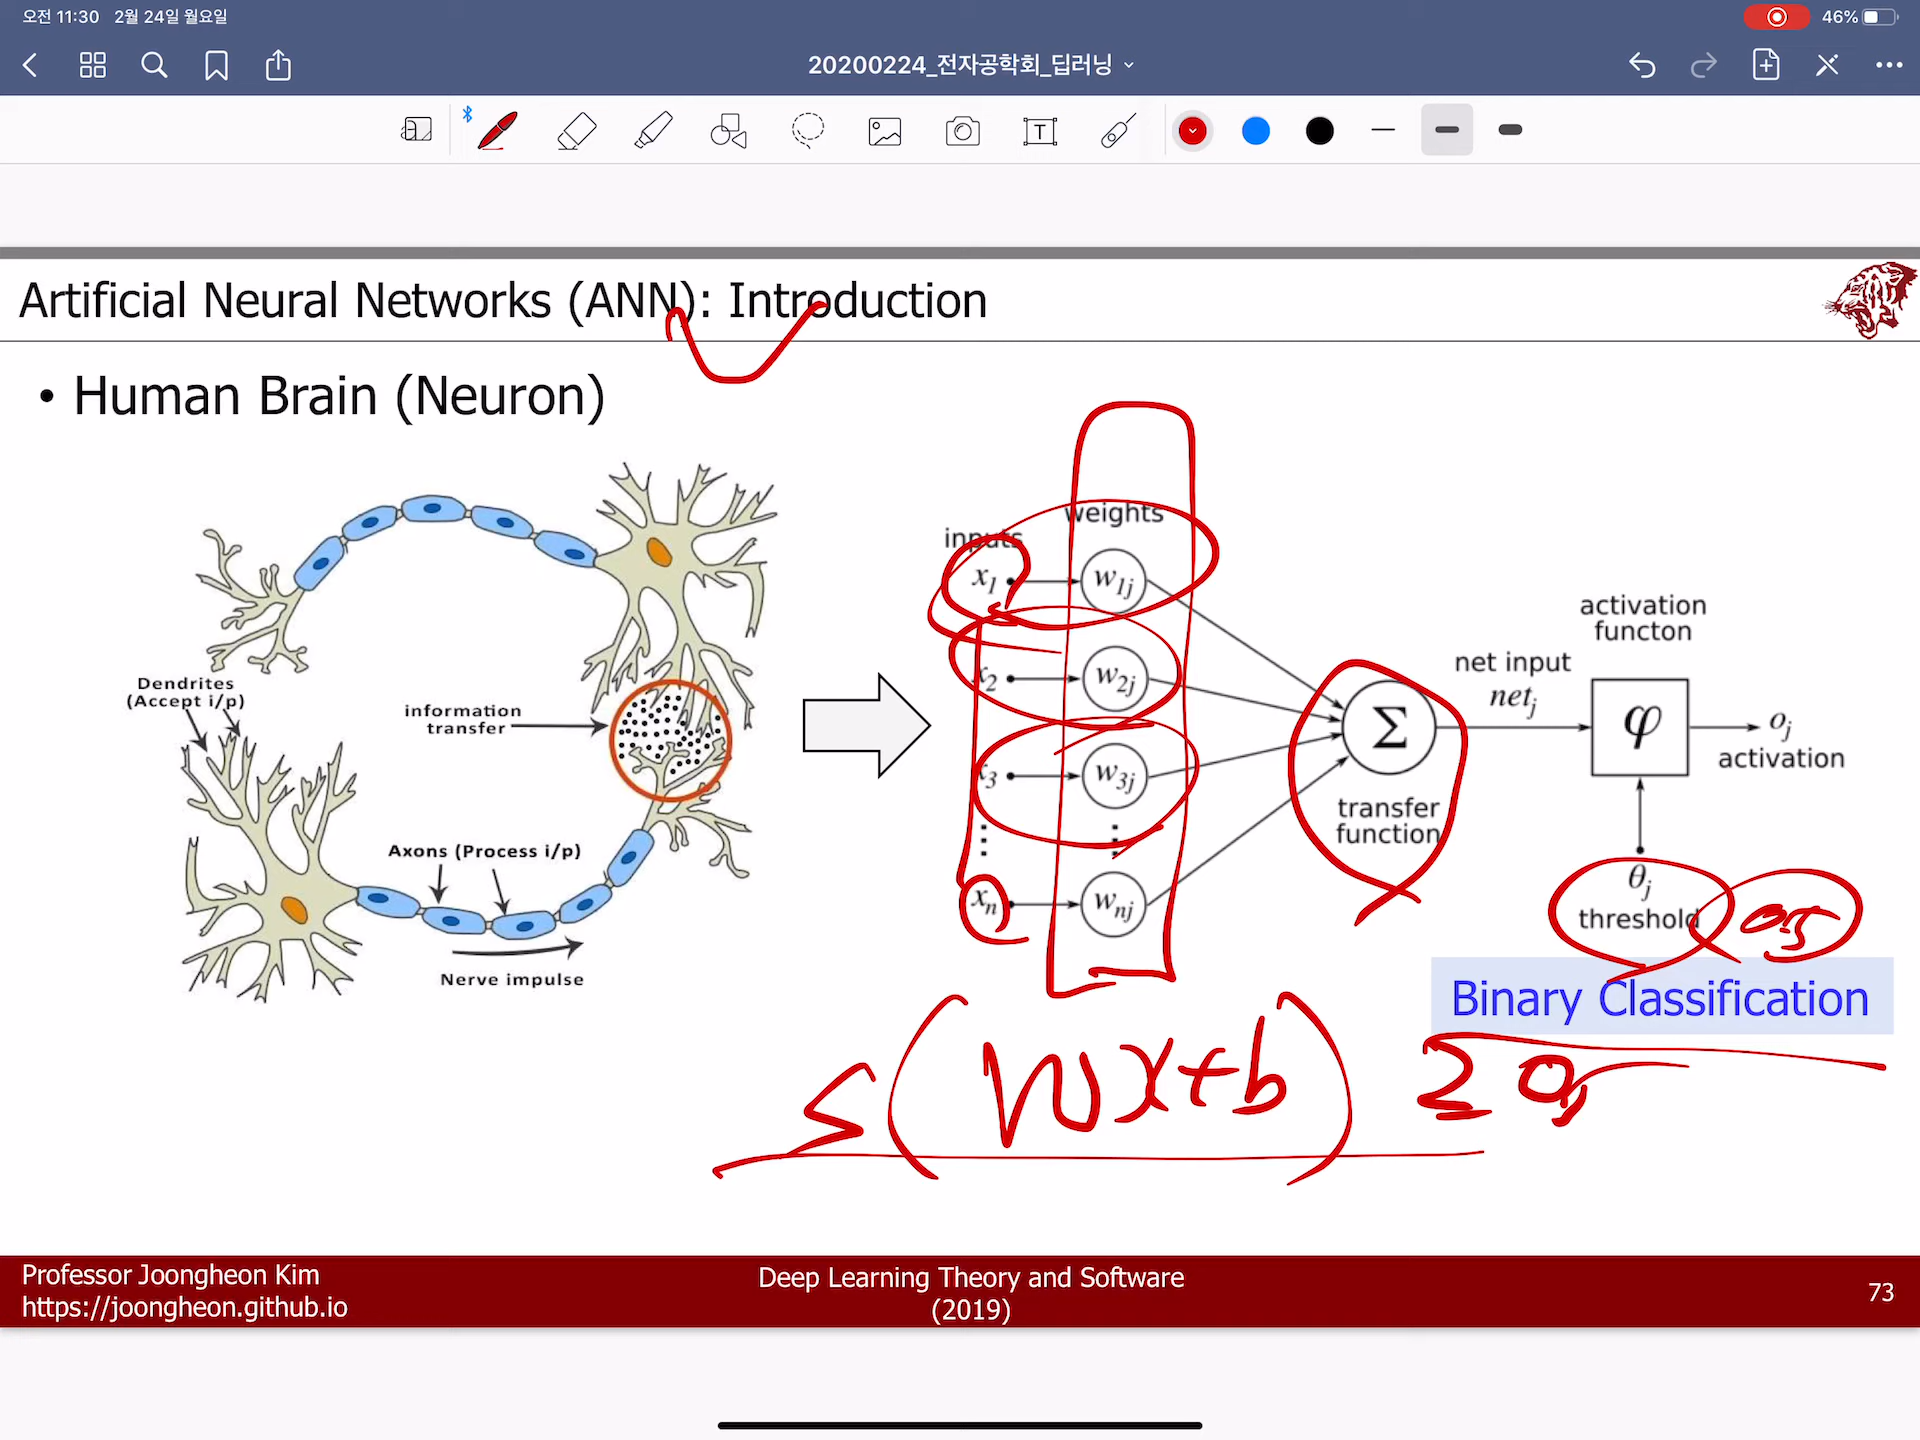 오전 11:30 2월 24일 월요일
46%
20200224_전자공학회_딥러닝
Artificial Neural Networks (ANN): Introduction
• Human Brain (Neuron)
Dendrites
(Accept i/p)
information
transfer
Axons (Process i/p)
Nerve impulse
inputs
weights
x1
w1j
x2
w2j
x3
w3j
⋮
⋮
xn
wnj
Σ
transfer
function
net input
netj
activation
functon
φ
oj
activation
θj
threshold
Binary Classification
S(Wx+b)
Professor Joongheon Kim
https://joongheon.github.io
Deep Learning Theory and Software
(2019)
73